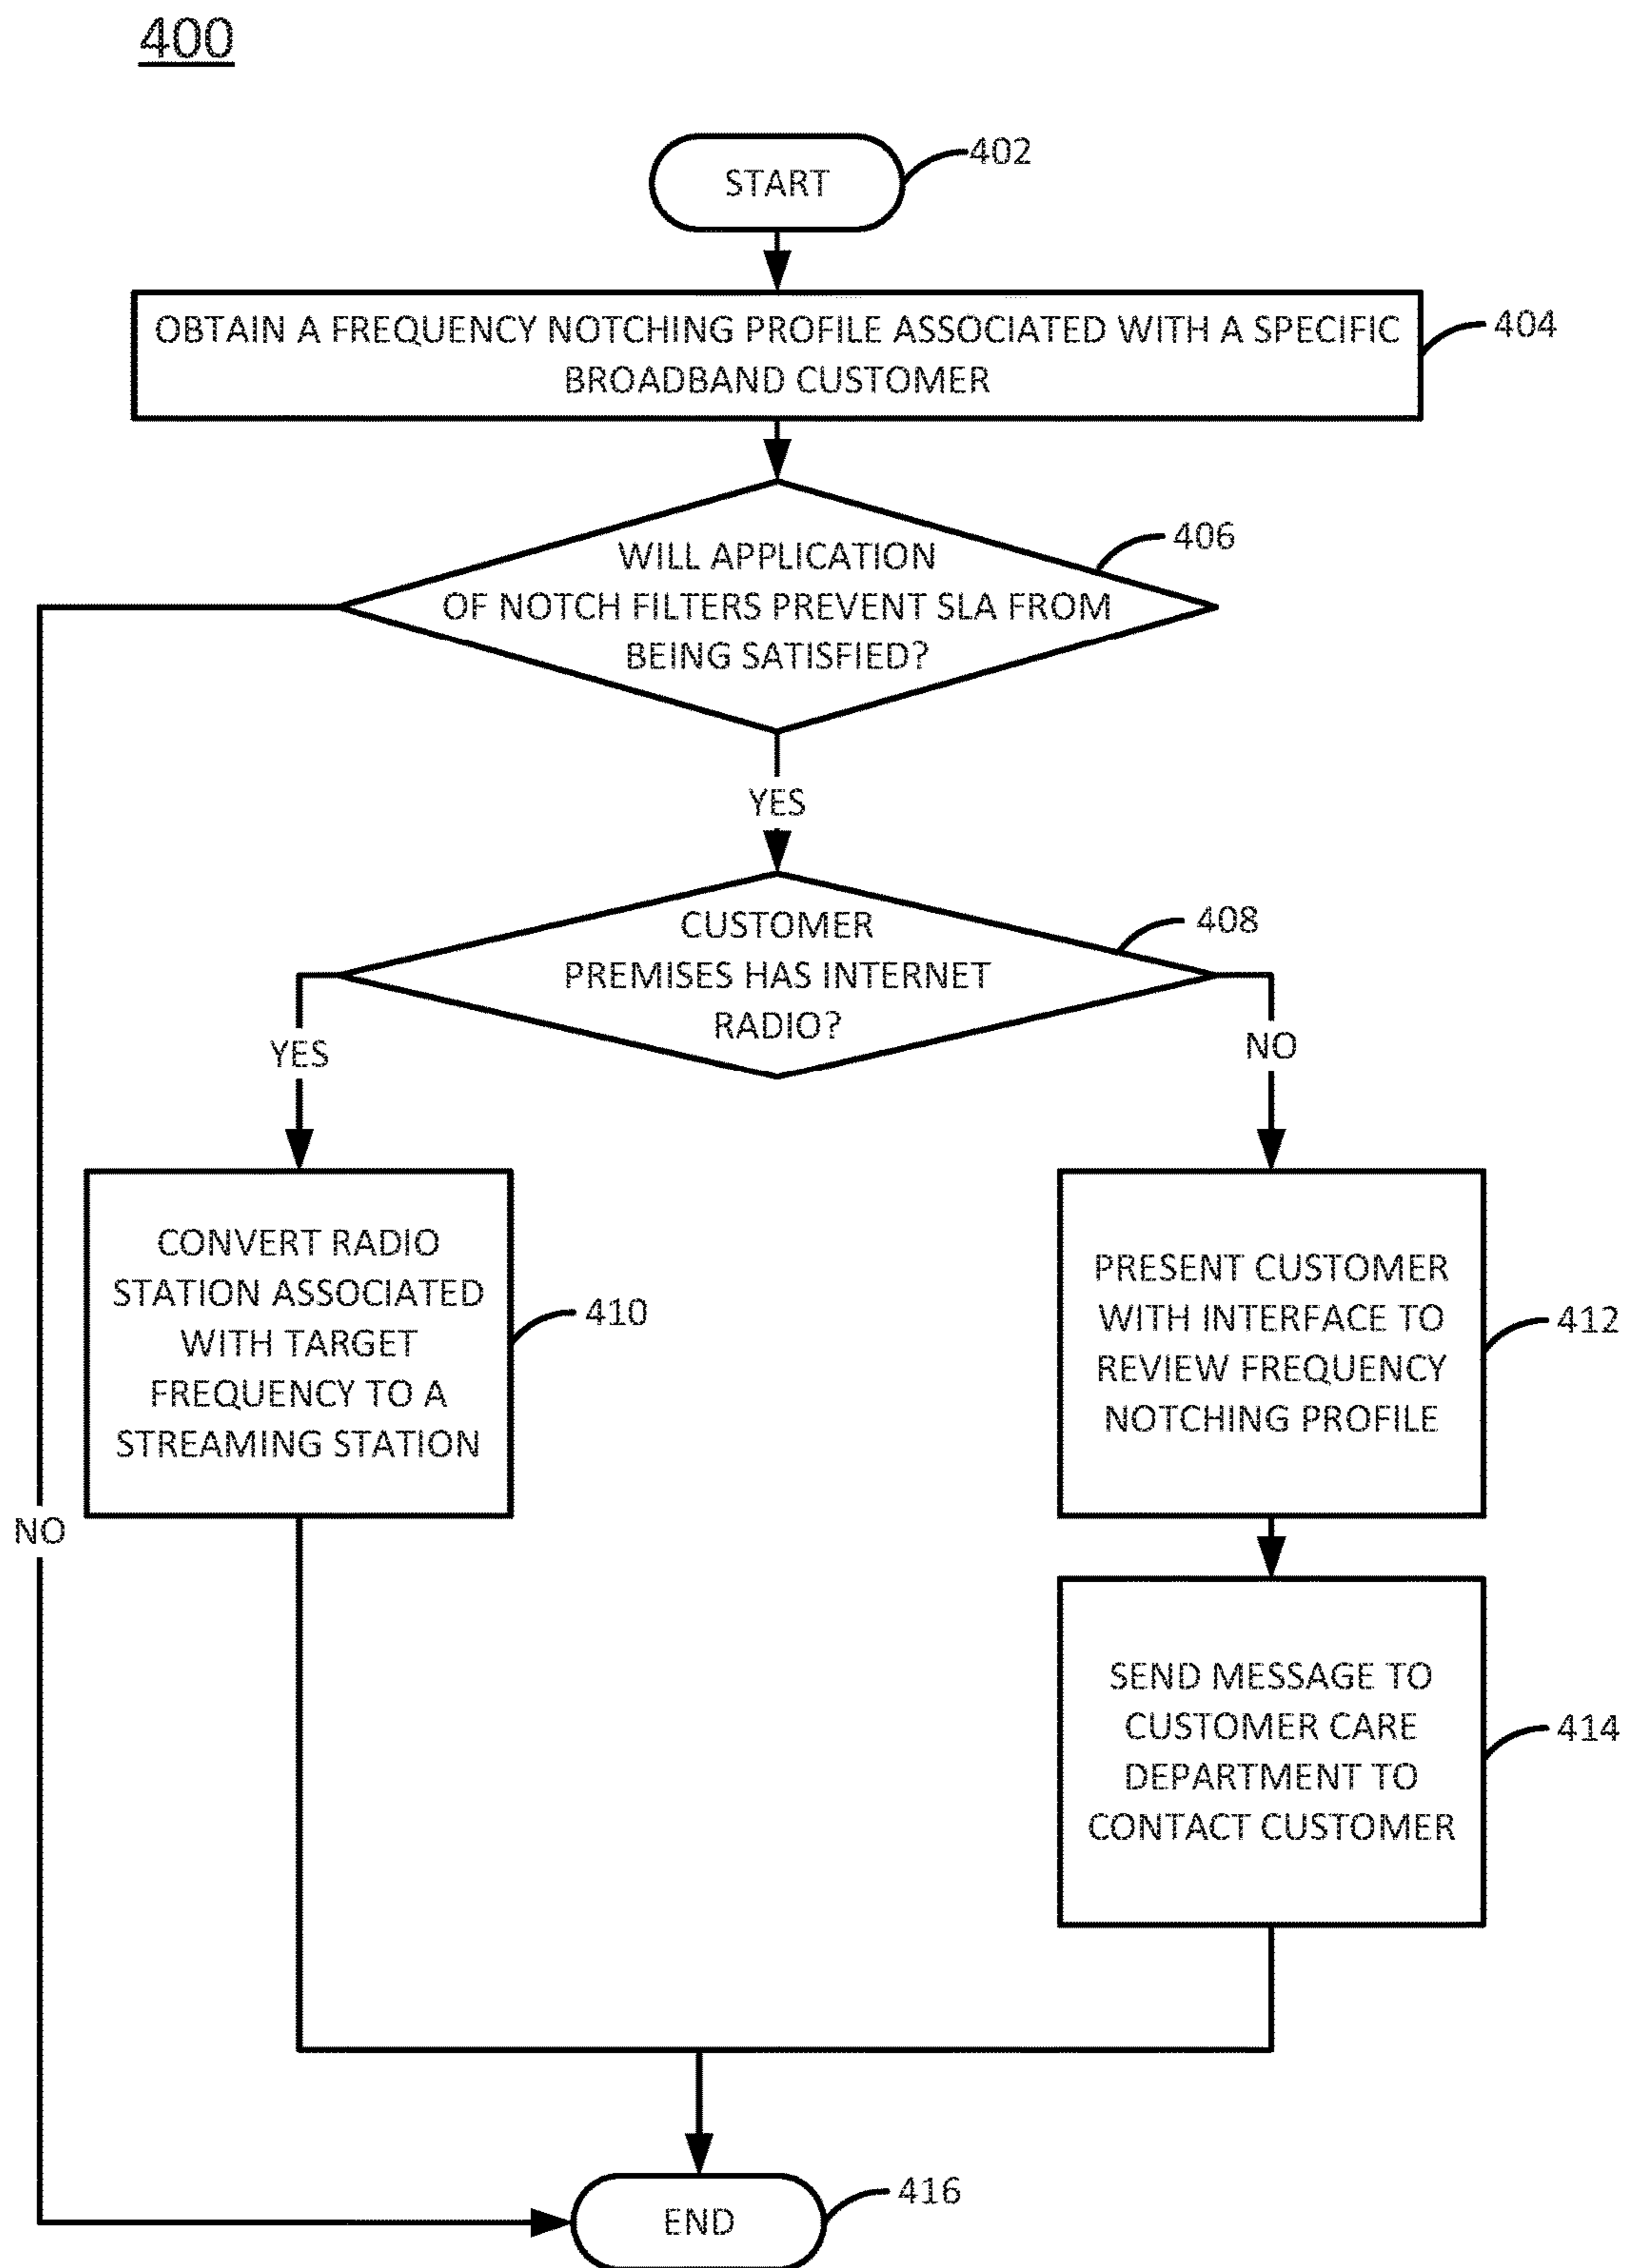 400
START
402
OBTAIN A FREQUENCY NOTCHING PROFILE ASSOCIATED WITH A SPECIFIC
BROADBAND CUSTOMER
404
WILL APPLICATION
OF NOTCH FILTERS PREVENT SLA FROM
BEING SATISFIED?
406
YES
CUSTOMER
PREMISES HAS INTERNET
RADIO?
408
YES
NO
CONVERT RADIO
STATION ASSOCIATED
WITH TARGET
FREQUENCY TO A
STREAMING STATION
410
PRESENT CUSTOMER
WITH INTERFACE TO
REVIEW FREQUENCY
NOTCHING PROFILE
412
NO
SEND MESSAGE TO
CUSTOMER CARE
DEPARTMENT TO
CONTACT CUSTOMER
414
END
416